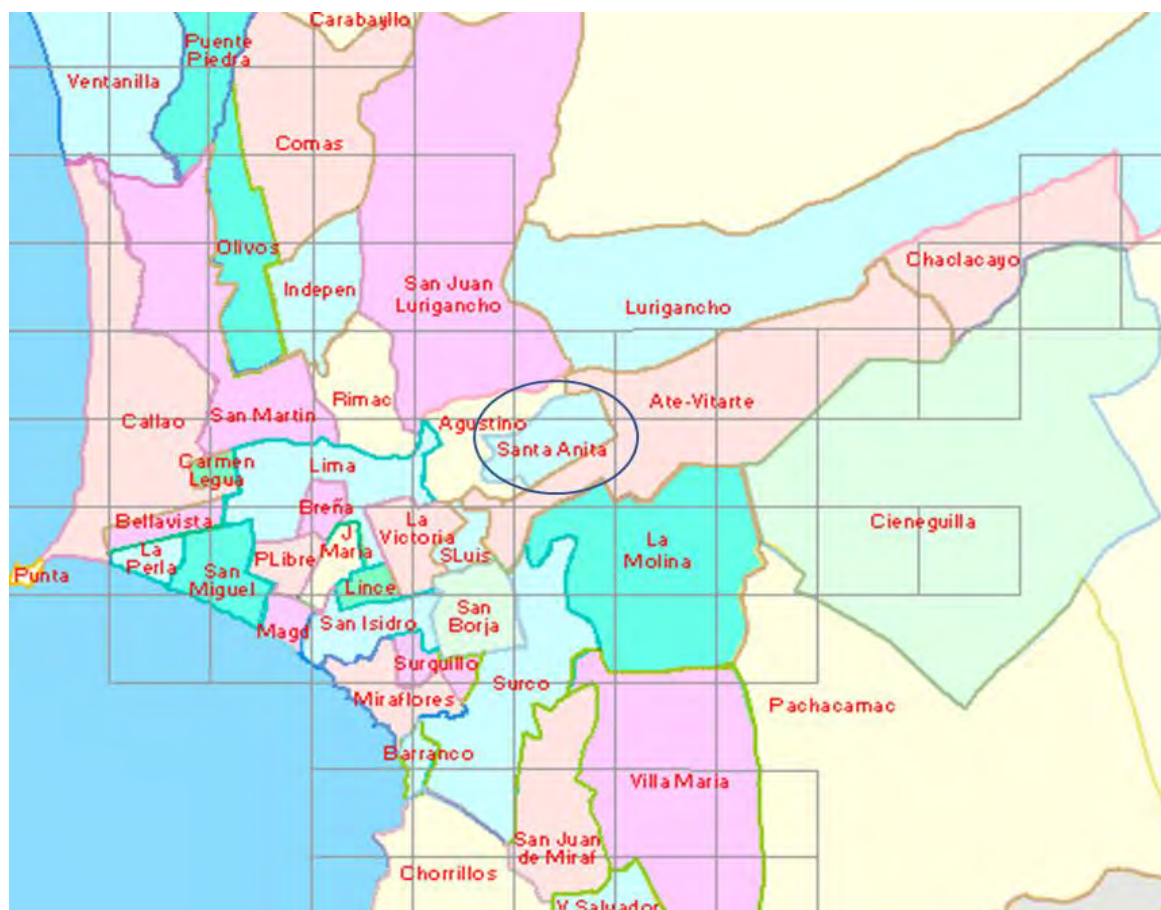 Carabayllo
Puente
Piedra
Ventanilla
Comas
Olivos
Indepen
San Juan
Lurigancho
Lurigancho
Chaclacayo
Callao
San Martin
Rimac
Agustino
Ate-Vitarte
Santa Anita
Carmen
Legua
Lima
Breña
Bellavista
La
Victoria
J
Maria
La
Perla
PLibre
SLuis
La
Molina
Cieneguilla
Punta
San
Miguel
Lince
San
Borja
Magd
San Isidro
Surguillo
Surco
Miraflores
Pachacamac
Barranco
Villa Maria
San Juan
de Miraf
Chorrillos
V Salvador